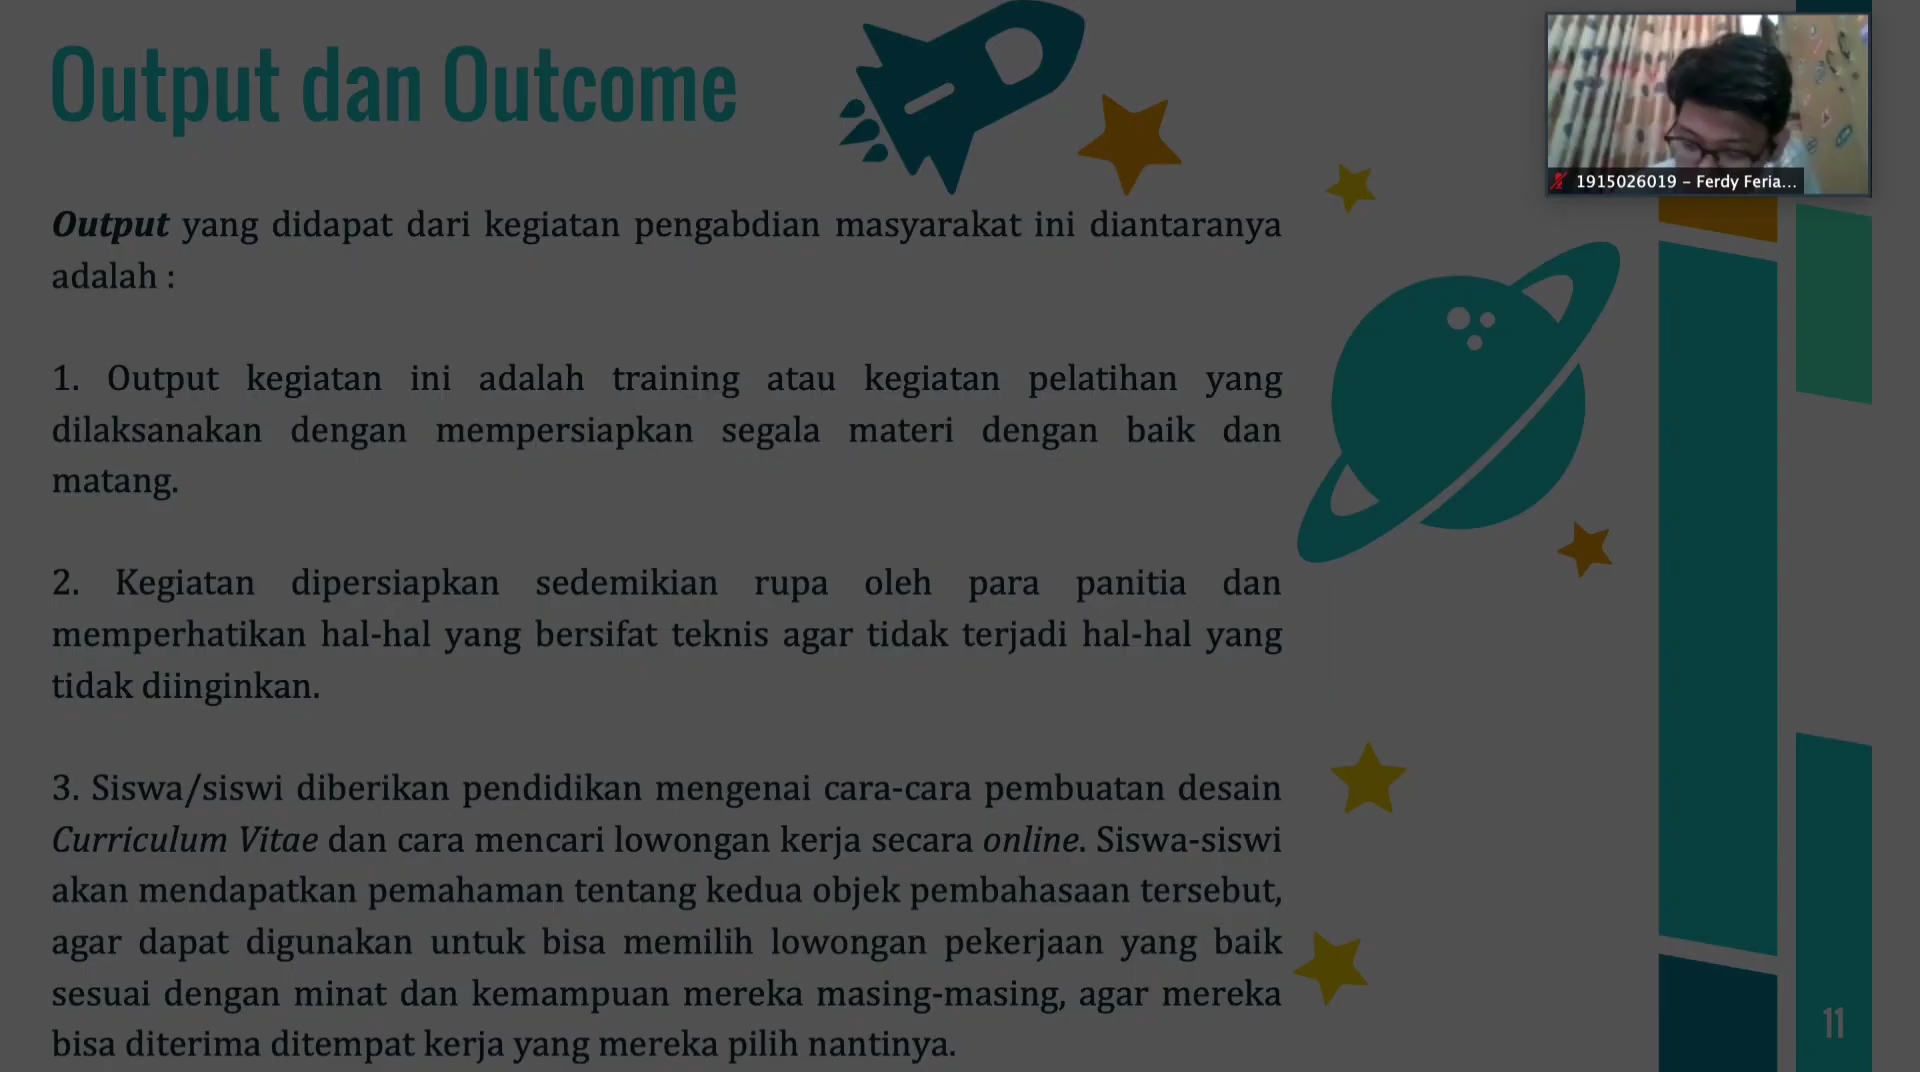 Output dan Outcome
1915026019 - Ferdy Feria...
Output yang didapat dari kegiatan pengabdian masyarakat ini diantaranya
adalah :
1. Output kegiatan ini adalah training atau kegiatan pelatihan yang
dilaksanakan dengan mempersiapkan segala materi dengan baik dan
matang.
2. Kegiatan dipersiapkan sedemikian rupa oleh para panitia dan
memperhatikan hal-hal yang bersifat teknis agar tidak terjadi hal-hal yang
tidak diinginkan.
3. Siswa/siswi diberikan pendidikan mengenai cara-cara pembuatan desain
Curriculum Vitae dan cara mencari lowongan kerja secara online. Siswa-siswi
akan mendapatkan pemahaman tentang kedua objek pembahasaan tersebut,
agar dapat digunakan untuk bisa memilih lowongan pekerjaan yang baik
sesuai dengan minat dan kemampuan mereka masing-masing, agar mereka
bisa diterima ditempat kerja yang mereka pilih nantinya.
11